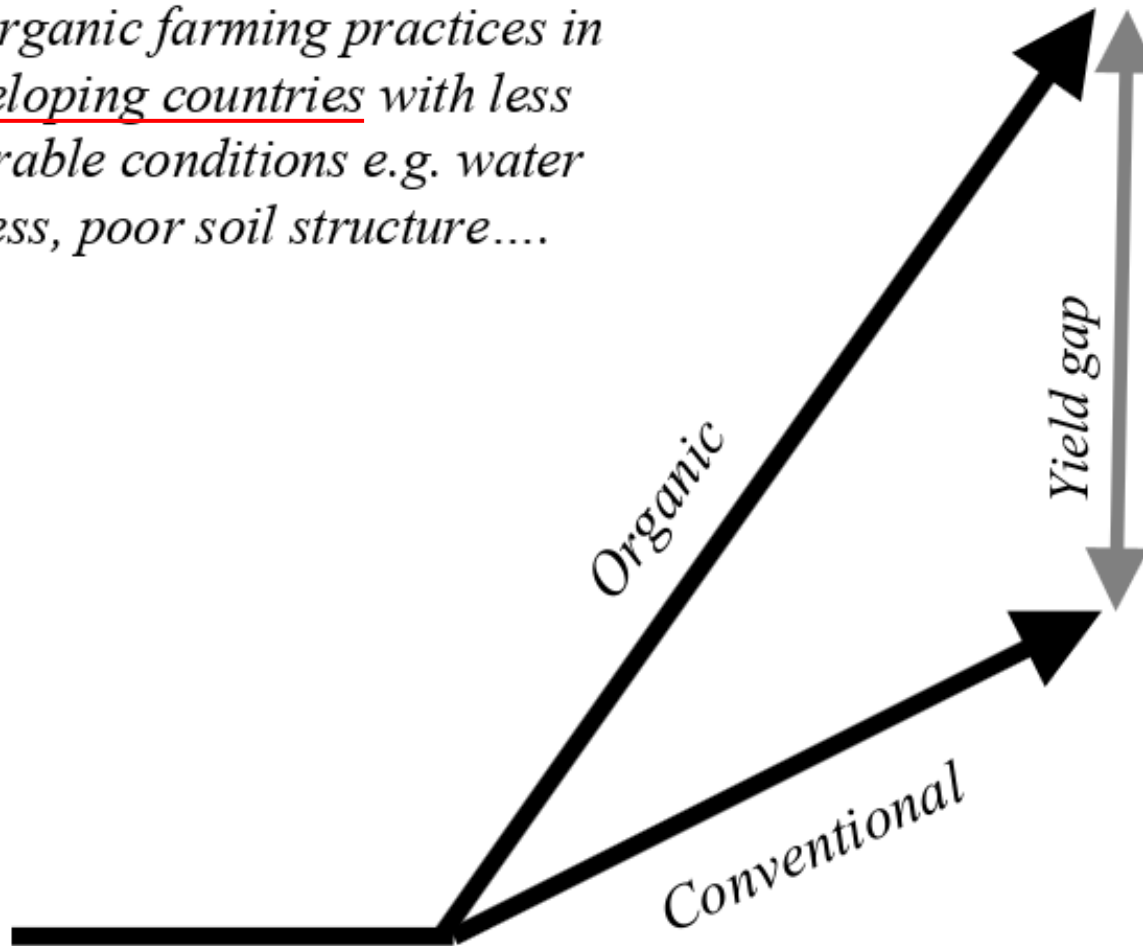 rganic farming practices in
eloping countries with less
rable conditions e.g. water
ess, poor soil structure....
Organic
Yield gap
Conventional